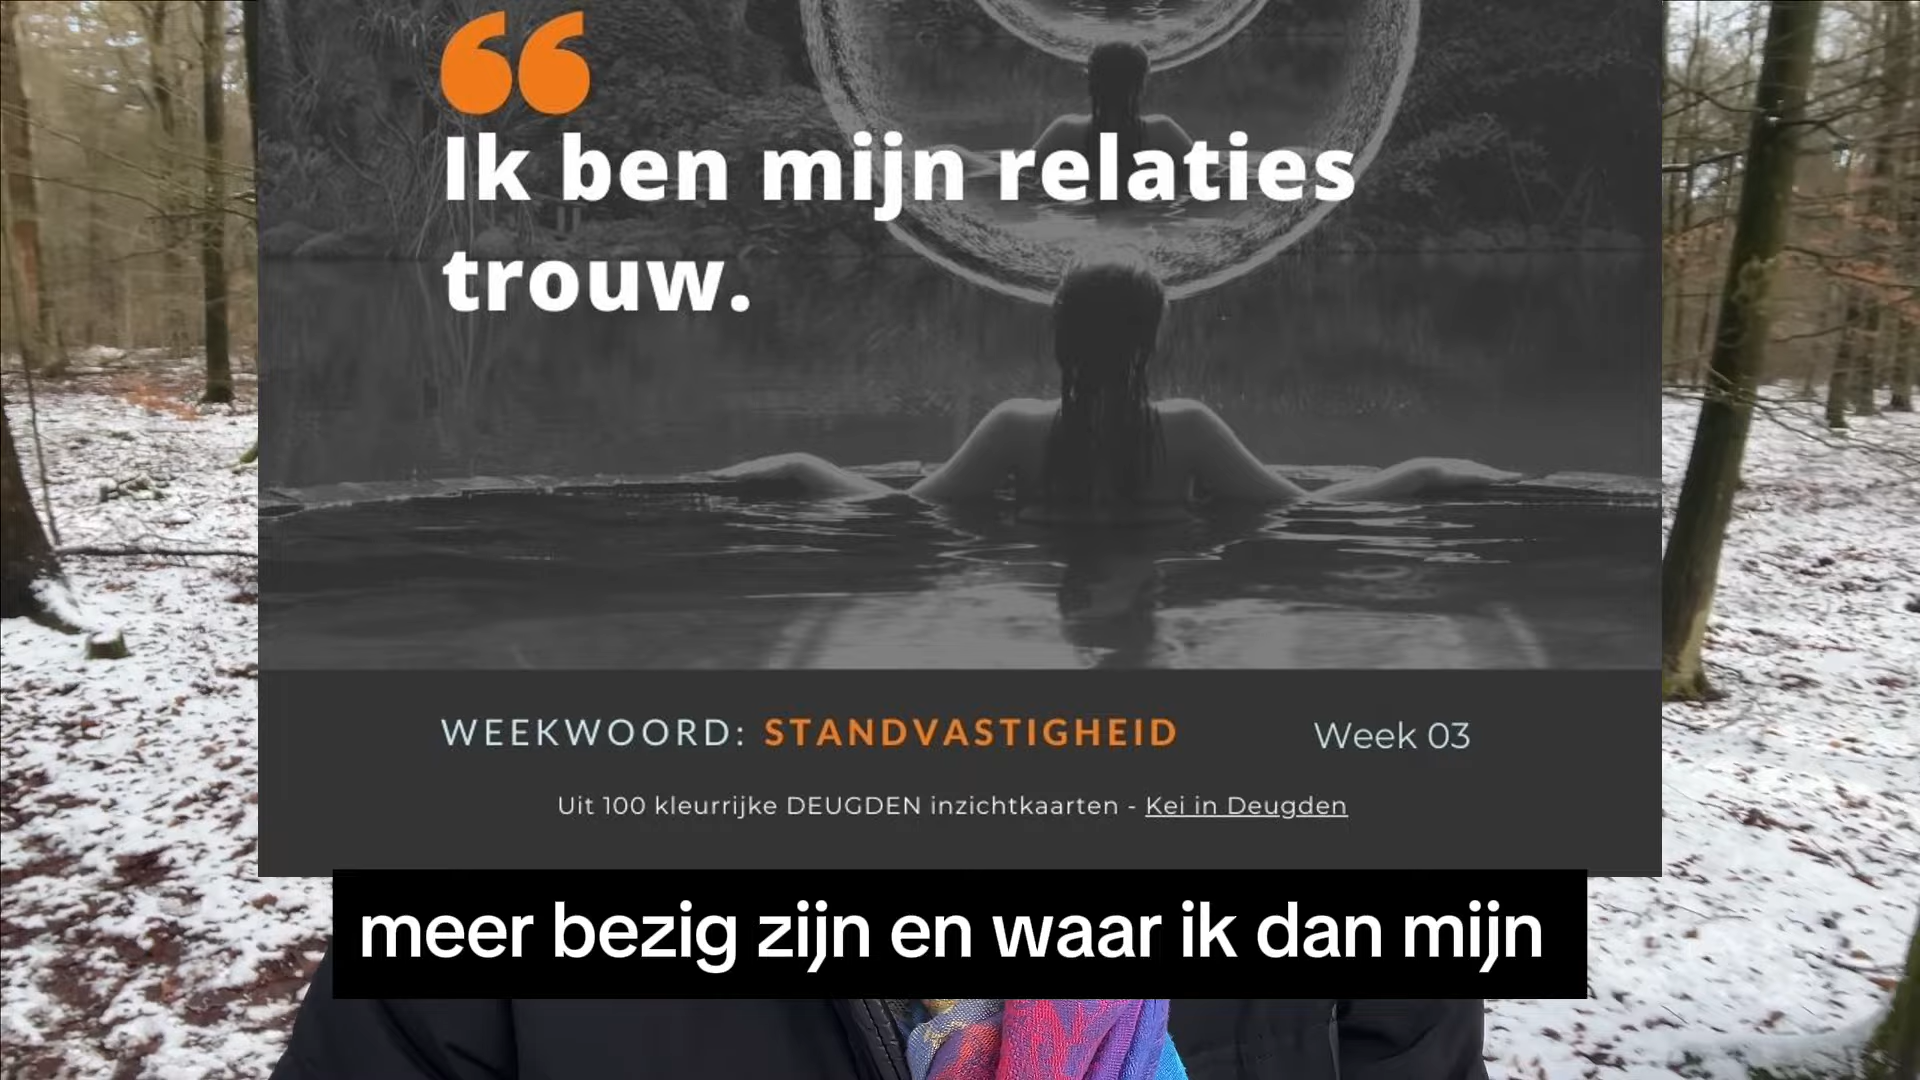 “
Ik ben mijn relaties
trouw.
WEEKWOORD: STANDVASTIGHEID Week 03
Uit 100 kleurrijke DEUGDEN inzichtkaarten - Kei in Deugden
meer bezig zijn en waar ik dan mijn